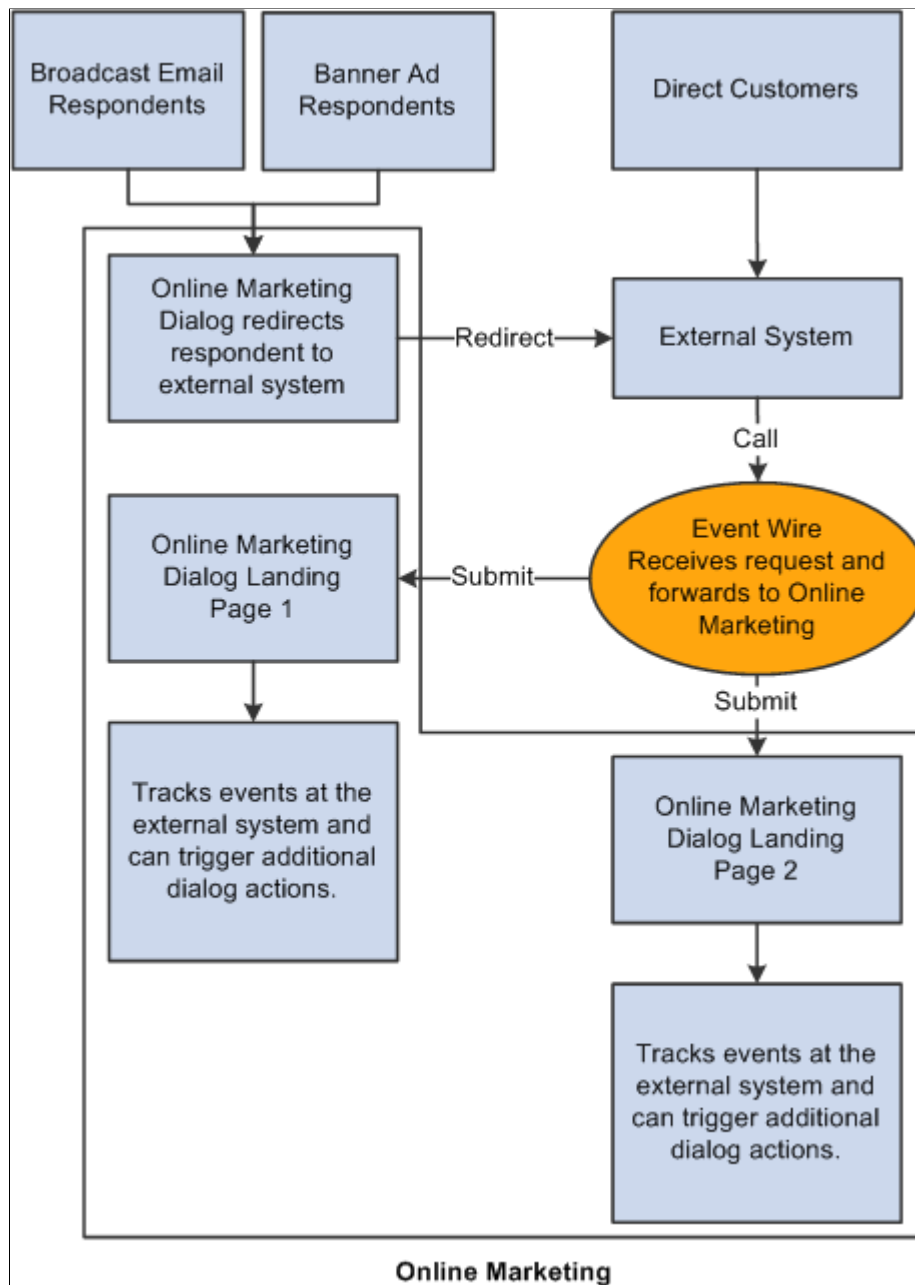 Broadcast Email
Respondents
Banner Ad
Respondents
Direct Customers
Online Marketing
Dialog redirects
respondent to
external system
Redirect
External System
Call
Event Wire
Receives request and
forwards to Online
Marketing
Submit
Online Marketing
Dialog Landing
Page 1
Submit
Tracks events at the
external system and
can trigger additional
dialog actions.
Online Marketing
Dialog Landing
Page 2
Tracks events at the
external system and
can trigger additional
dialog actions.
Online Marketing